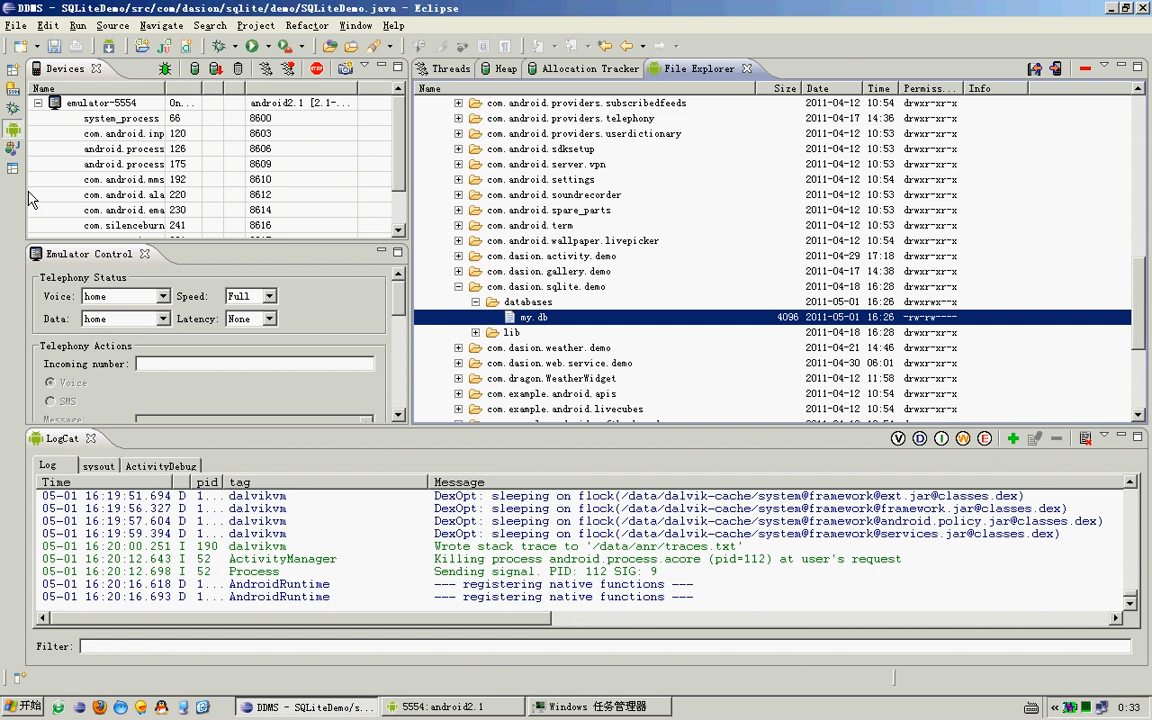 DDMS - SQLiteDemo/src/com/dasion/sqlite/demo/SQLiteDemo.java - Eclipse
File Edit Run Source Navigate Search Project Refactor Window Help
Devices
Name
emulator-5554 On... android2.1 [2.1-...
system_process 66 8600
com.android.inp 120 8603
android.process 126 8606
android.process 175 8609
com.android.mms 192 8610
com.android.ala 220 8612
com.android.ema 230 8614
com.silenceburn 241 8616
Emulator Control
Telephony Status
Voice: home Speed: Full
Data: home Latency: None
Telephony Actions
Incoming number:
Voice
SMS
Message:
Threads Heap Allocation Tracker File Explorer
Name Size Date Time Permiss... Info
com.android.providers.subscribedfeeds 2011-04-12 10:54 drwxr-xr-x
com.android.providers.telephony 2011-04-17 14:36 drwxr-xr-x
com.android.providers.userdictionary 2011-04-12 10:53 drwxr-xr-x
com.android.sdksetup 2011-04-12 10:54 drwxr-xr-x
com.android.server.vpn 2011-04-12 10:53 drwxr-xr-x
com.android.settings 2011-04-12 10:54 drwxr-xr-x
com.android.soundrecorder 2011-04-12 10:53 drwxr-xr-x
com.android.spare_parts 2011-04-12 10:53 drwxr-xr-x
com.android.term 2011-04-12 10:53 drwxr-xr-x
com.android.wallpaper.livepicker 2011-04-12 10:54 drwxr-xr-x
com.dasion.activity.demo 2011-04-29 17:18 drwxr-xr-x
com.dasion.gallery.demo 2011-04-17 14:38 drwxr-xr-x
com.dasion.sqlite.demo 2011-04-18 16:28 drwxr-xr-x
databases 2011-05-01 16:26 drwxrwx--x
my.db 4096 2011-05-01 16:26 -rw-rw----
lib 2011-04-18 16:28 drwxr-xr-x
com.dasion.weather.demo 2011-04-21 14:46 drwxr-xr-x
com.dasion.web.service.demo 2011-04-30 06:01 drwxr-xr-x
com.dragon.WeatherWidget 2011-04-12 11:58 drwxr-xr-x
com.example.android.apis 2011-04-12 10:54 drwxr-xr-x
com.example.android.livecubes 2011-04-12 10:54 drwxr-xr-x
LogCat
Log sysout ActivityDebug
Time pid tag Message
05-01 16:19:51.694 D 1... dalvikvm DexOpt: sleeping on flock(/data/dalvik-cache/system@framework@ext.jar@classes.dex)
05-01 16:19:56.327 D 1... dalvikvm DexOpt: sleeping on flock(/data/dalvik-cache/system@framework@framework.jar@classes.dex)
05-01 16:19:57.604 D 1... dalvikvm DexOpt: sleeping on flock(/data/dalvik-cache/system@framework@android.policy.jar@classes.dex)
05-01 16:19:59.394 D 1... dalvikvm DexOpt: sleeping on flock(/data/dalvik-cache/system@framework@services.jar@classes.dex)
05-01 16:20:00.251 I 190 dalvikvm Wrote stack trace to '/data/anr/traces.txt'
05-01 16:20:12.643 I 52 ActivityManager Killing process android.process.acore (pid=112) at user's request
05-01 16:20:12.698 I 52 Process Sending signal. PID: 112 SIG: 9
05-01 16:20:16.618 D 1... AndroidRuntime --- registering native functions ---
05-01 16:20:16.693 D 1... AndroidRuntime --- registering native functions ---
Filter:
开始 DDMS - SQLiteDemo/s... 5554:android2.1 Windows 任务管理器 0:33